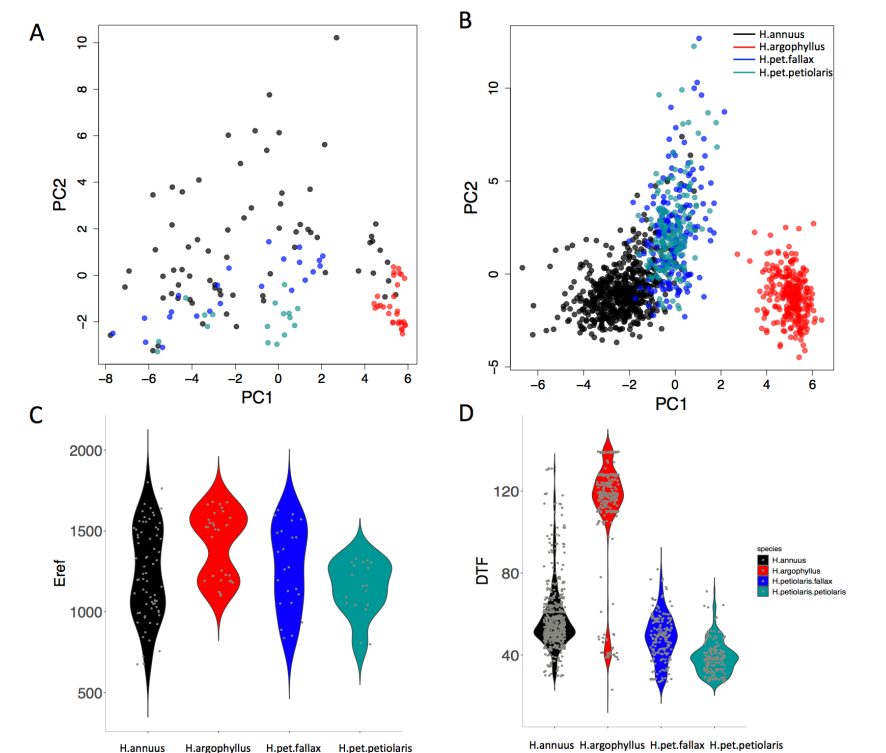 A
PC2
10
8
6
4
2
0
−2
−8 −6 −4 −2 0 2 4 6
PC1
B
H.annuus
H.argophyllus
H.pet.fallax
H.pet.petiolaris
PC2
10
5
0
−5
−6 −4 −2 0 2 4 6
PC1
C
Eref
2000
1500
1000
500
H.annuus H.argophyllus H.pet.fallax H.pet.petiolaris
D
DTF
120
80
40
species
H.annuus
H.argophyllus
H.petiolaris.fallax
H.petiolaris.petiolaris
H.annuus H.argophyllus H.pet.fallax H.pet.petiolaris